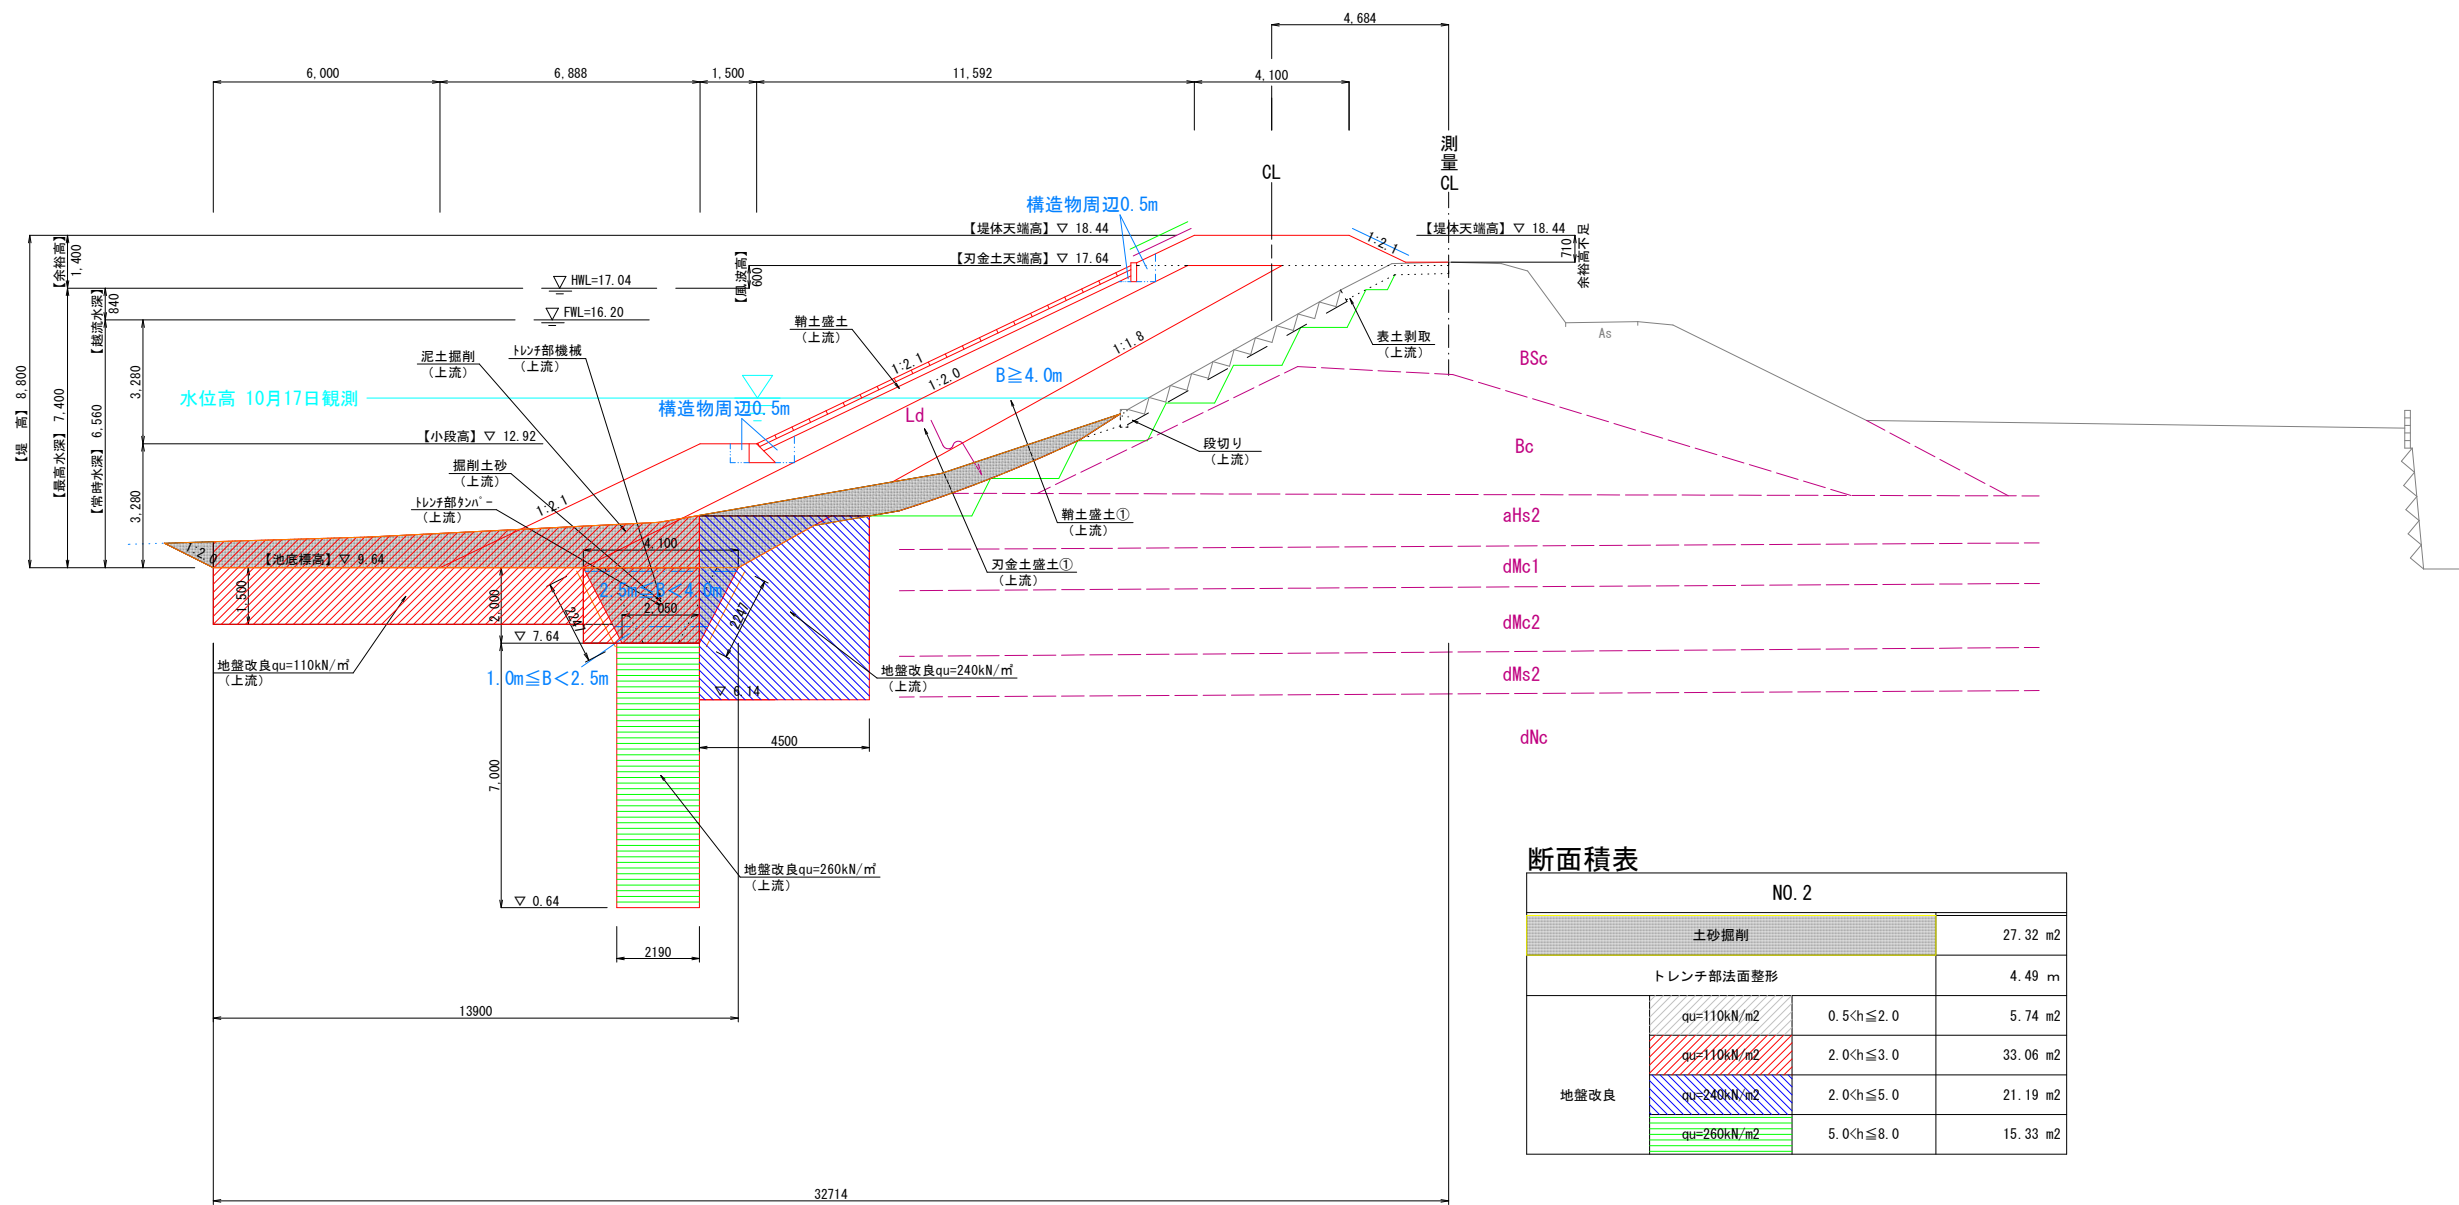 4,684
6,000
6,888
1,500
11,592
4,100
測量CL
CL
構造物周辺0.5m
【堤体天端高】▽ 18.44
【堤体天端高】▽ 18.44
1:2.1
710
余裕高不足
【余裕高】
1,400
【刃金土天端高】▽ 17.64
【風波高】
600
▽ HWL=17.04
【越流水深】
840
▽ FWL=16.20
鞘土盛土
(上流)
トレンチ部機械
(上流)
泥土掘削
(上流)
表土剥取
(上流)
As
BSc
1:2.1
1:2.0
1:1.8
B≧4.0m
【堤 高】 8,800
【最高水深】 7,400
【常時水深】 6,560
3,280
水位高 10月17日観測
構造物周辺0.5m
Ld
【小段高】▽ 12.92
段切り
(上流)
Bc
掘削土砂
(上流)
トレンチ部タンパー
(上流)
3,280
1:2.1
鞘土盛土①
(上流)
aHs2
1:2.0
【池底標高】▽ 9.64
4,100
刃金土盛土①
(上流)
dMc1
1,500
2,000
2.5m≦B<4.0m
2,050
2247
2247
dMc2
▽ 7.64
地盤改良qu=110kN/㎡
(上流)
1.0m≦B<2.5m
地盤改良qu=240kN/㎡
(上流)
dMs2
▽ 6.14
4500
dNc
7,000
地盤改良qu=260kN/㎡
(上流)
▽ 0.64
2190
13900
32714
断面積表
NO.2
土砂掘削 27.32 m2
トレンチ部法面整形 4.49 m
地盤改良
qu=110kN/m2 0.5<h≦2.0 5.74 m2
qu=110kN/m2 2.0<h≦3.0 33.06 m2
qu=240kN/m2 2.0<h≦5.0 21.19 m2
qu=260kN/m2 5.0<h≦8.0 15.33 m2